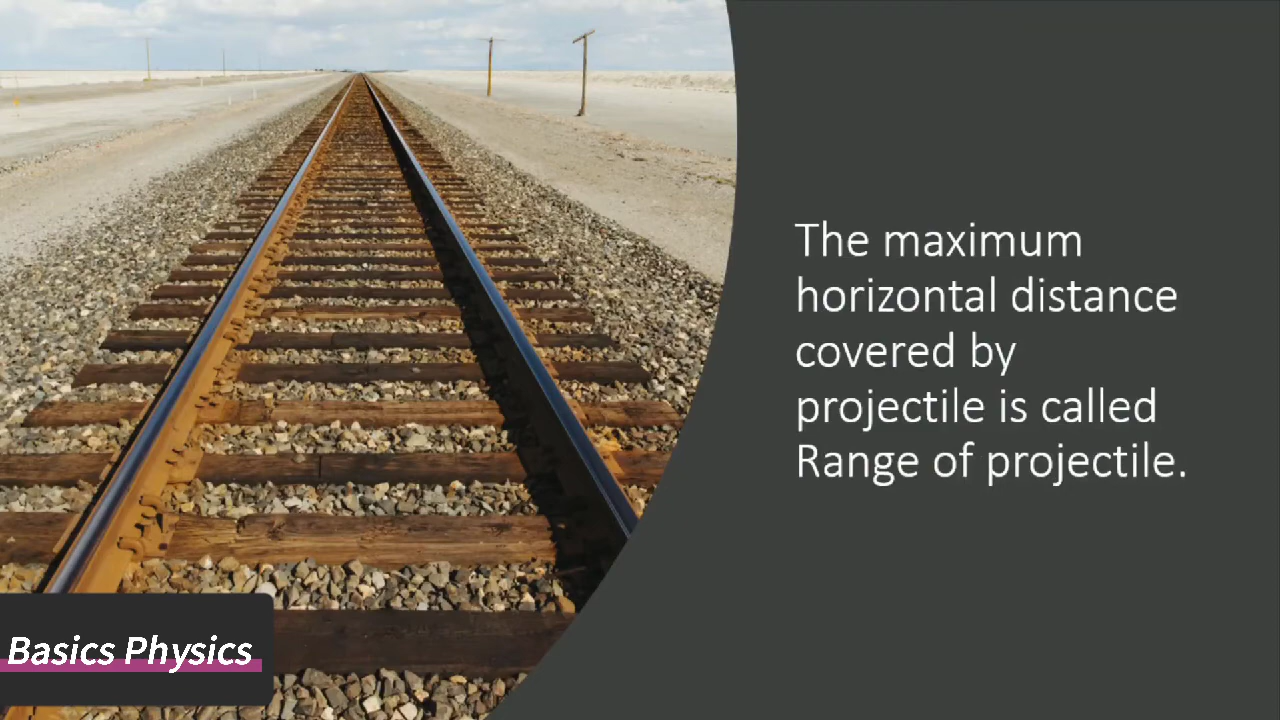 The maximum
horizontal distance
covered by
projectile is called
Range of projectile.
Basics Physics